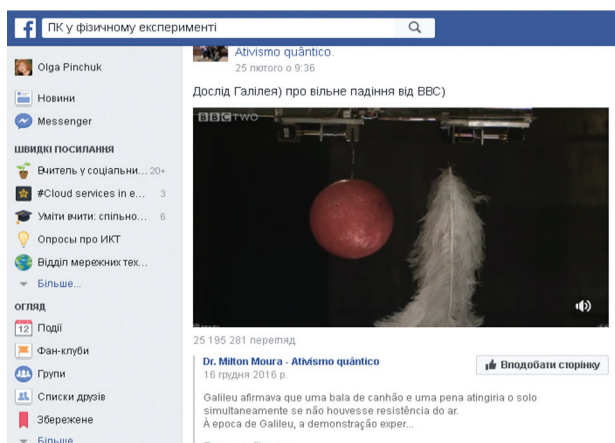 ПК у фізичному експерименті
Olga Pinchuk
Новини
Messenger
ШВИДКІ ПОСИЛАННЯ
Вчитель у соціальни... 20+
#Cloud services in e... 3
Уміти вчити: спільно... 6
Опросы про ИКТ
Відділ мережних тех...
Більше...
ОГЛЯД
12 Події
Фан-клуби
Групи
Списки друзів
Збережене
Більше
Ativismo quântico.
25 лютого о 9:36
Дослід Галілея) про вільне падіння від BBC)
BBC TWO
25 195 281 перегляд
Dr. Milton Moura - Ativismo quántico
16 грудня 2016 р.
Вподобати сторінку
Galileu afirmava que uma bala de canhão e uma pena atingiria o solo
simultaneamente se não houvesse resistência do ar.
À epoca de Galileu, a demonstração exper...